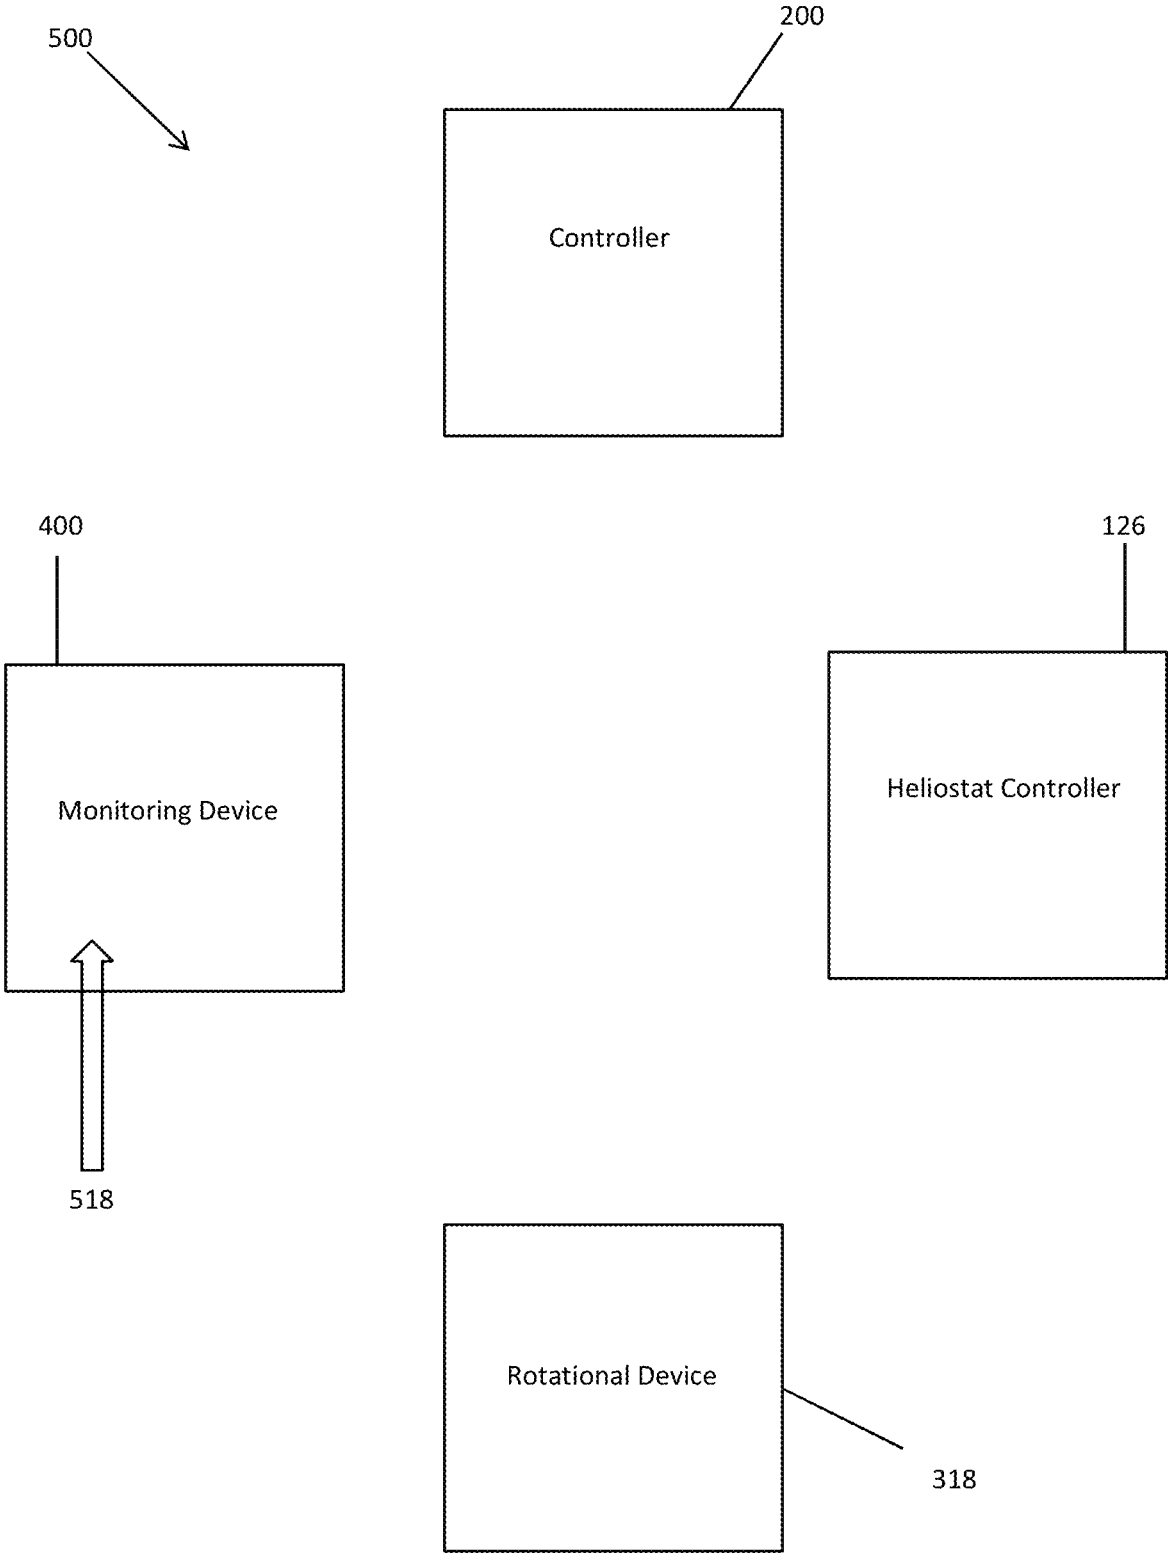 200
500
Controller
400
126
Monitoring Device
Heliostat Controller
518
Rotational Device
318